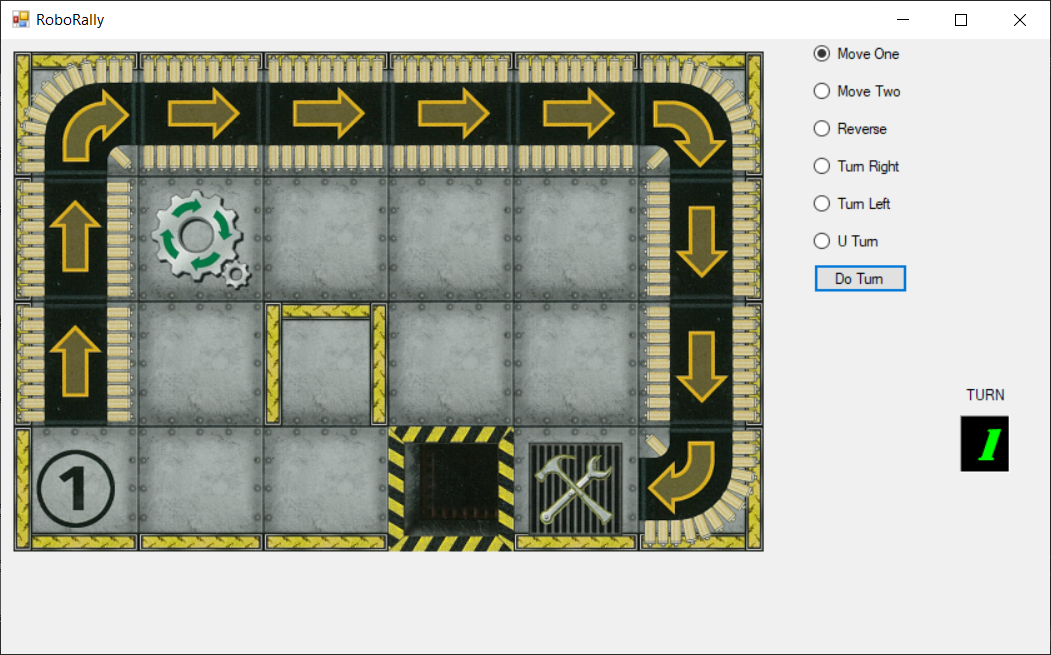 RoboRally
Move One
Move Two
Reverse
Turn Right
Turn Left
U Turn
Do Turn
TURN
1
1